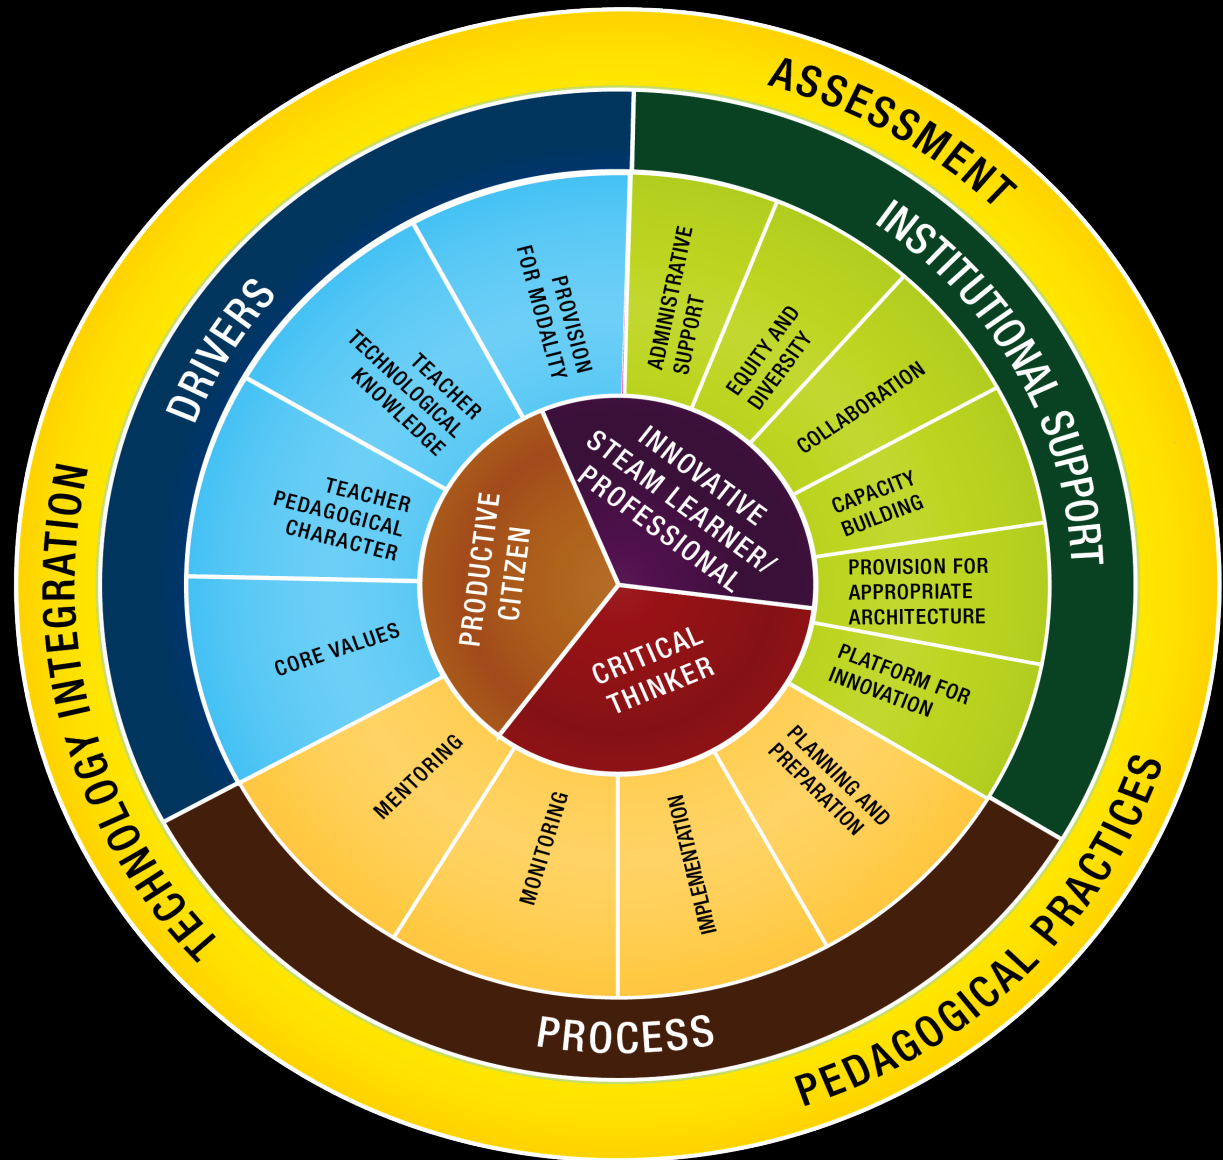 ASSESSMENT
INSTITUTIONAL SUPPORT
DRIVERS
PROVISION
FOR MODALITY
ADMINISTRATIVE
SUPPORT
EQUITY AND
DIVERSITY
COLLABORATION
CAPACITY
BUILDING
PROVISION FOR
APPROPRIATE
ARCHITECTURE
PLATFORM FOR
INNOVATION
TEACHER
TECHNOLOGICAL
KNOWLEDGE
TEACHER
PEDAGOGICAL
CHARACTER
CORE VALUES
INNOVATIVE
STEAM LEARNER/
PROFESSIONAL
PRODUCTIVE
CITIZEN
CRITICAL
THINKER
PLANNING AND
PREPARATION
IMPLEMENTATION
MONITORING
MENTORING
PROCESS
TECHNOLOGY INTEGRATION
PEDAGOGICAL PRACTICES